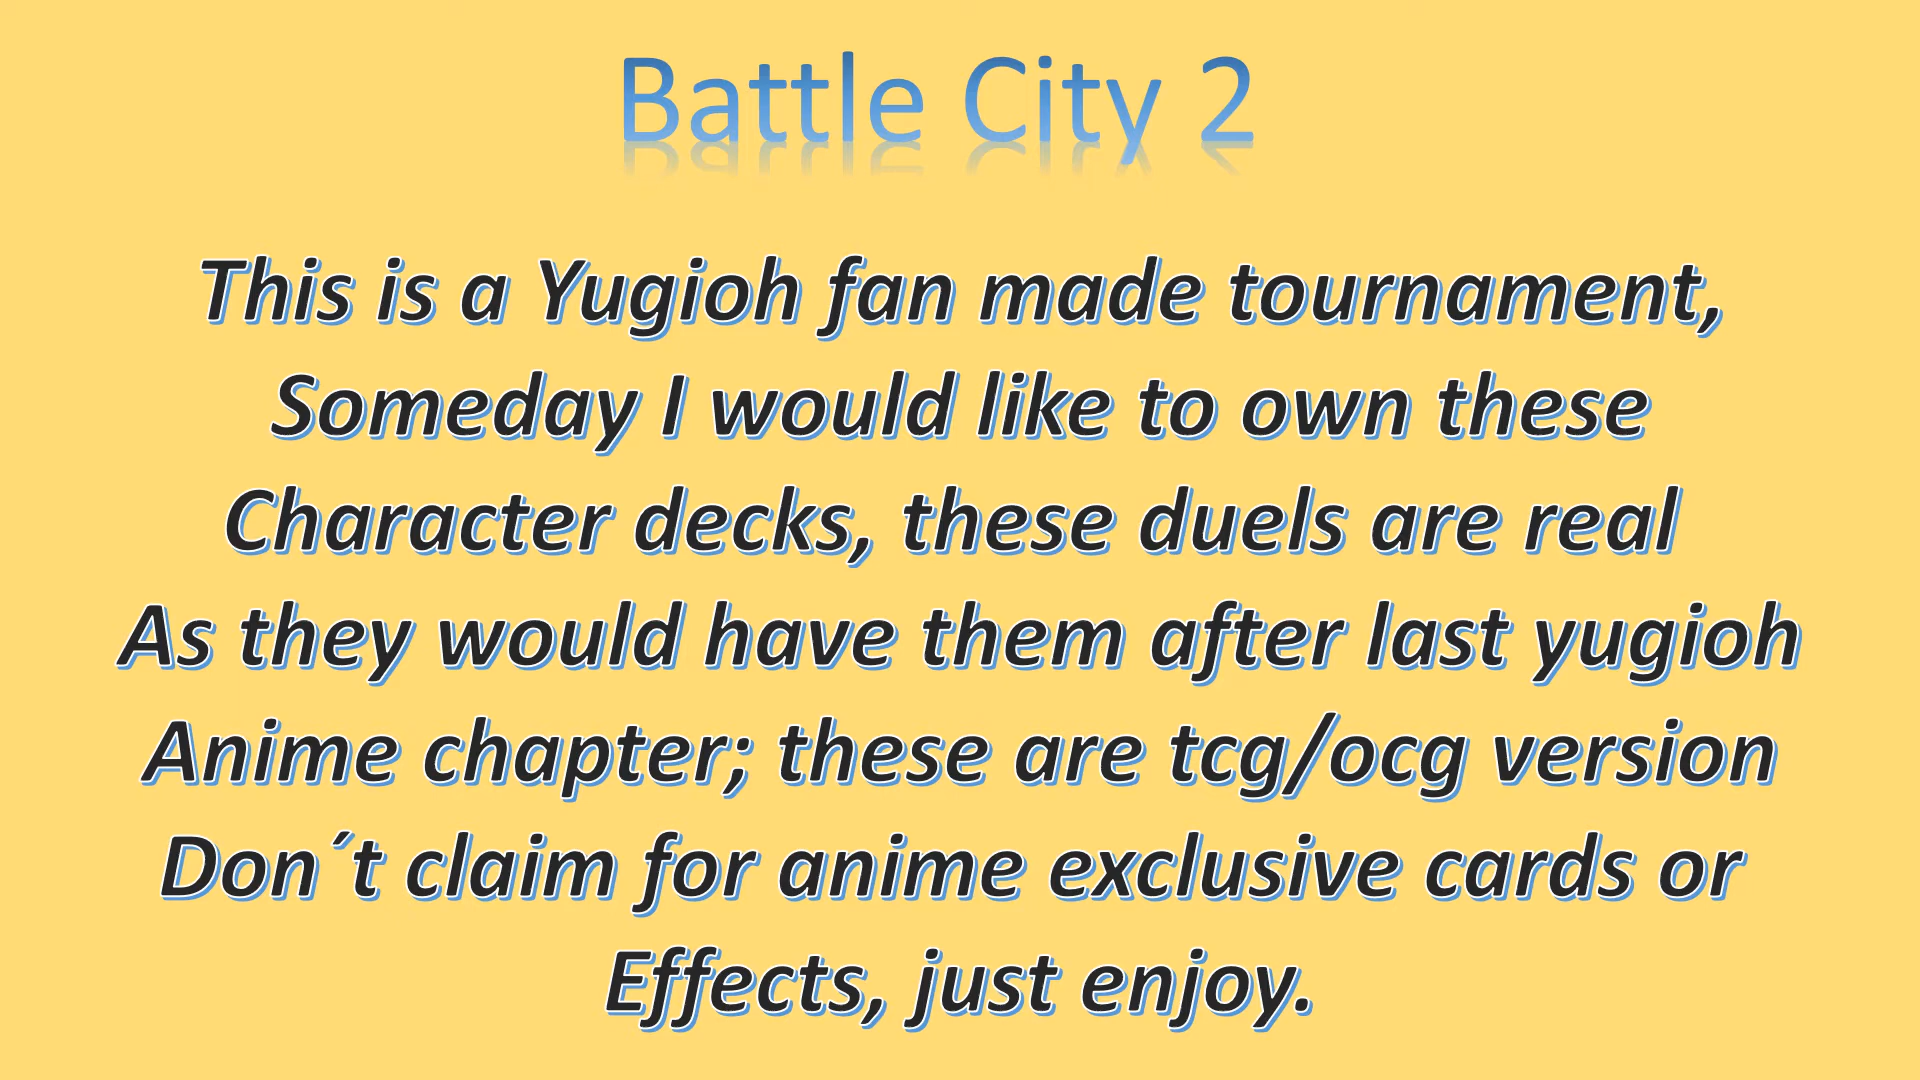 Battle City 2
This is a Yugioh fan made tournament,
Someday I would like to own these
Character decks, these duels are real
As they would have them after last yugioh
Anime chapter; these are tcg/ocg version
Don´t claim for anime exclusive cards or
Effects, just enjoy.